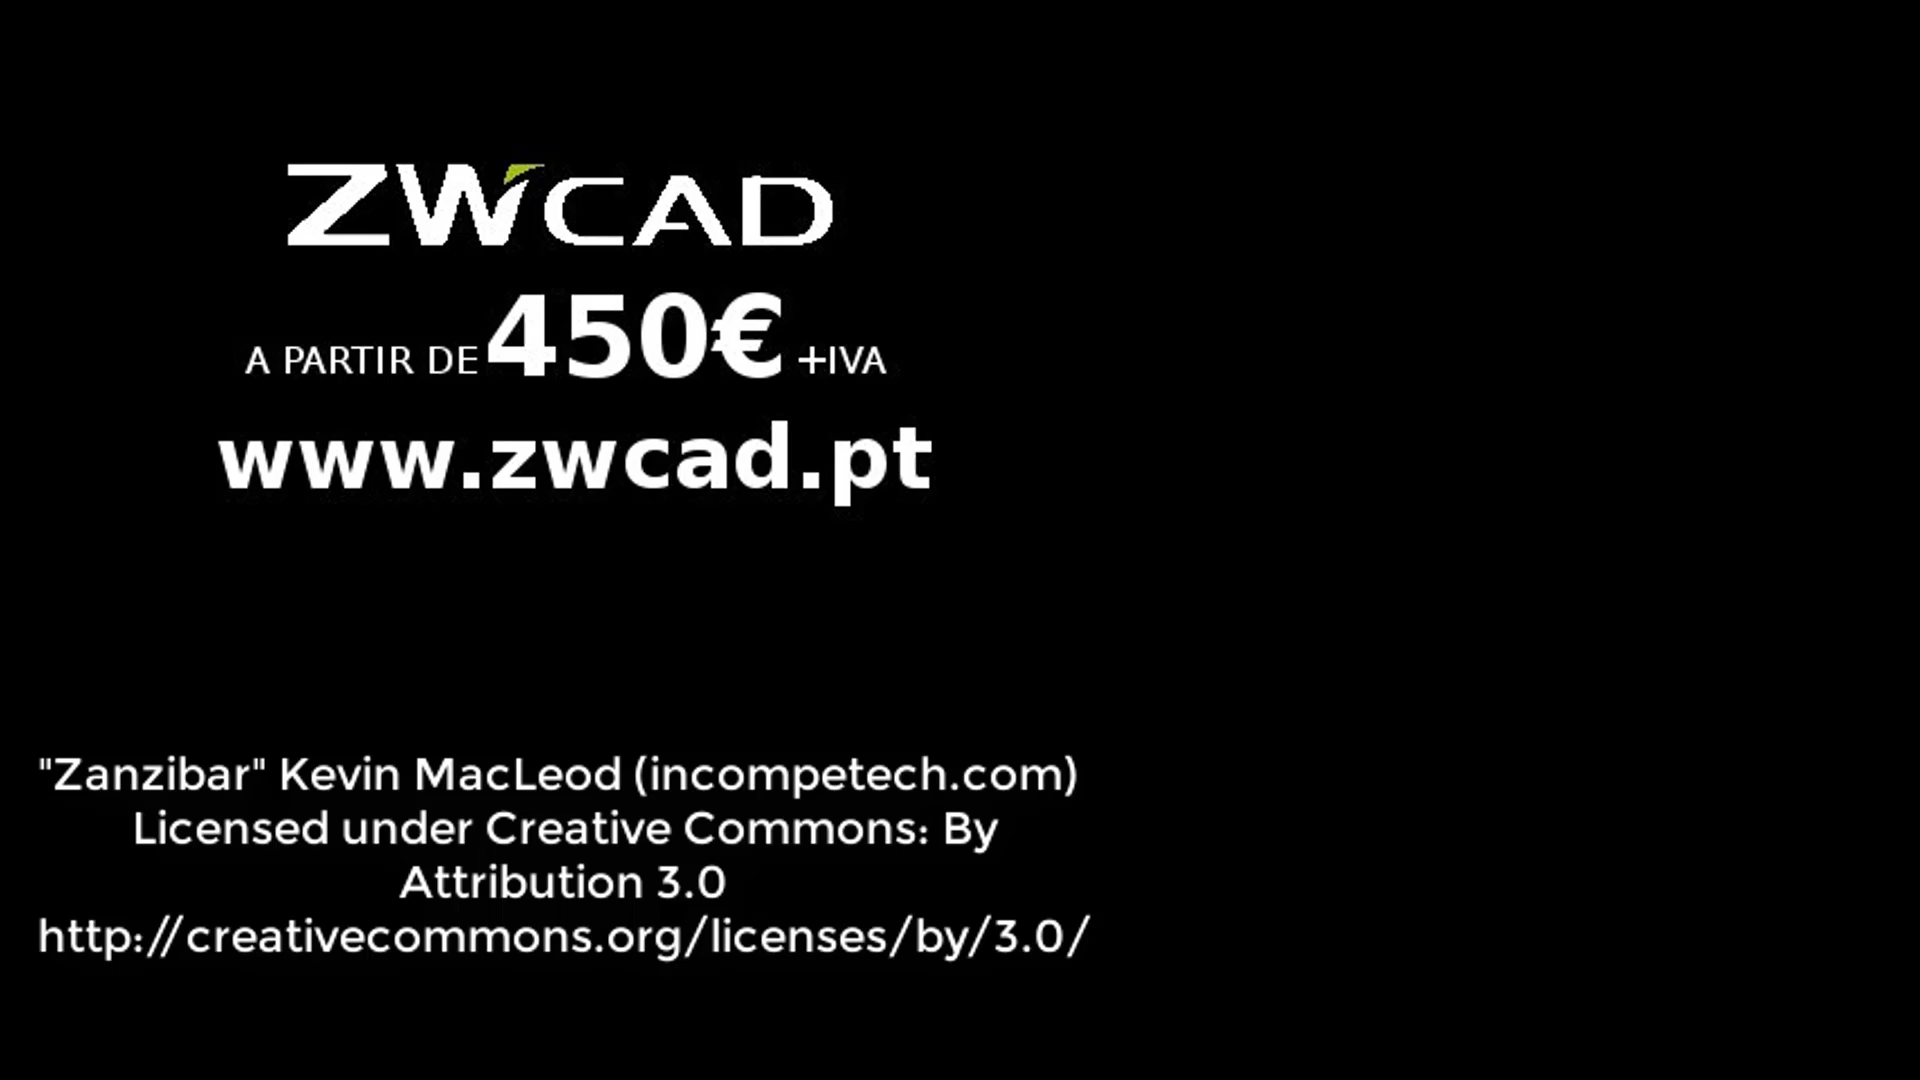 ZWCAD
A PARTIR DE 450€ +IVA
www.zwcad.pt
"Zanzibar" Kevin MacLeod (incompetech.com)
Licensed under Creative Commons: By
Attribution 3.0
http://creativecommons.org/licenses/by/3.0/